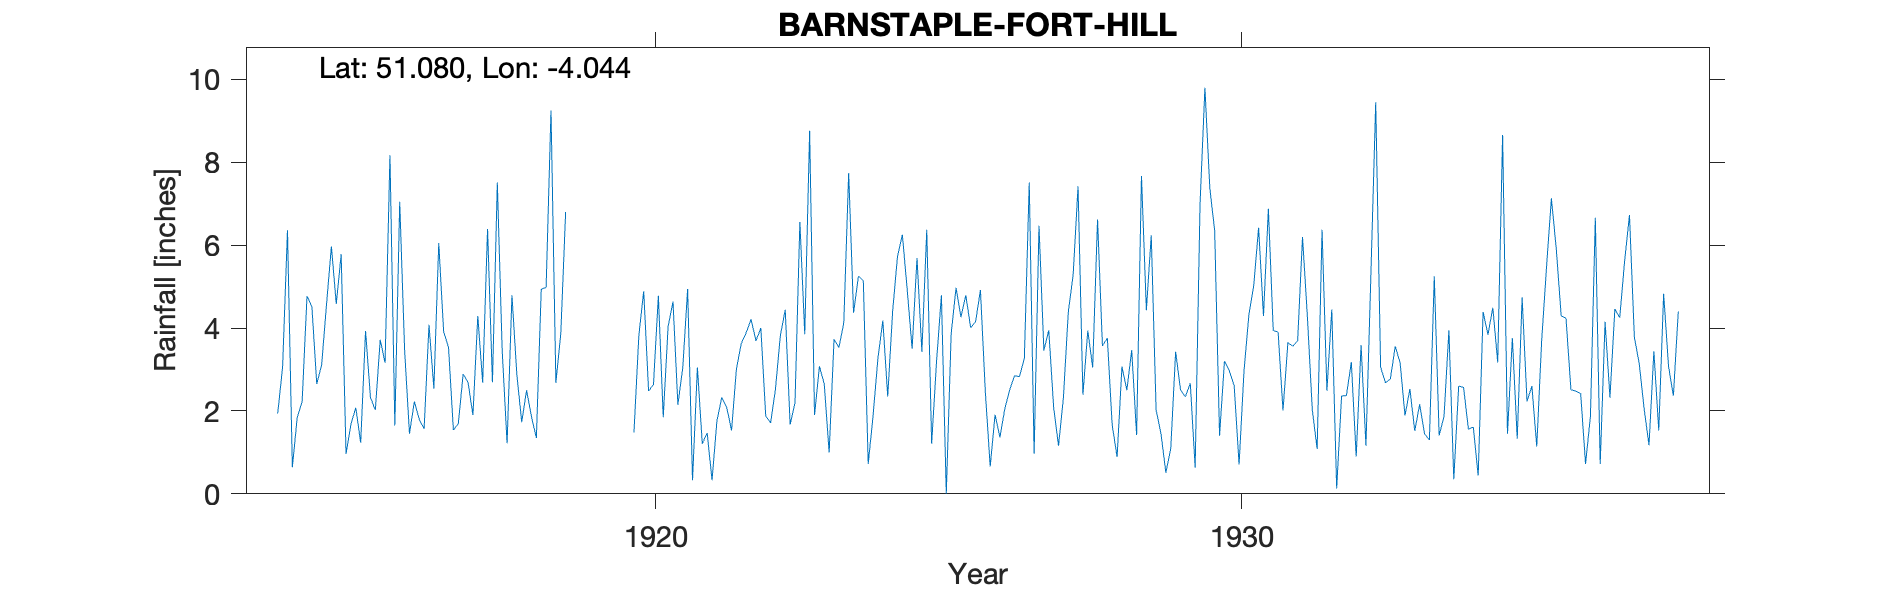 BARNSTAPLE-FORT-HILL
Lat: 51.080, Lon: -4.044
10
8
6
4
2
0
Rainfall [inches]
1920
1930
Year